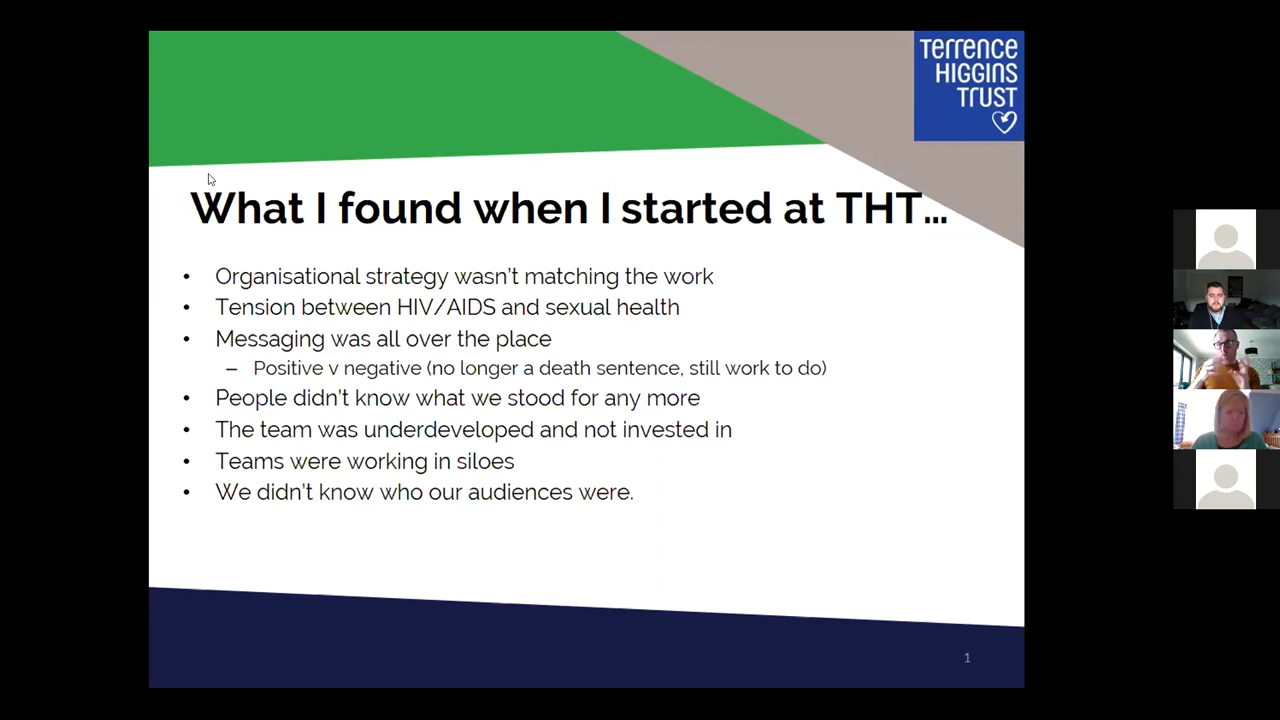 Terrence
HIGGINS
Trust
What I found when I started at THT...
• Organisational strategy wasn't matching the work
• Tension between HIV/AIDS and sexual health
• Messaging was all over the place
– Positive v negative (no longer a death sentence, still work to do)
• People didn't know what we stood for any more
• The team was underdeveloped and not invested in
• Teams were working in siloes
• We didn't know who our audiences were.
1